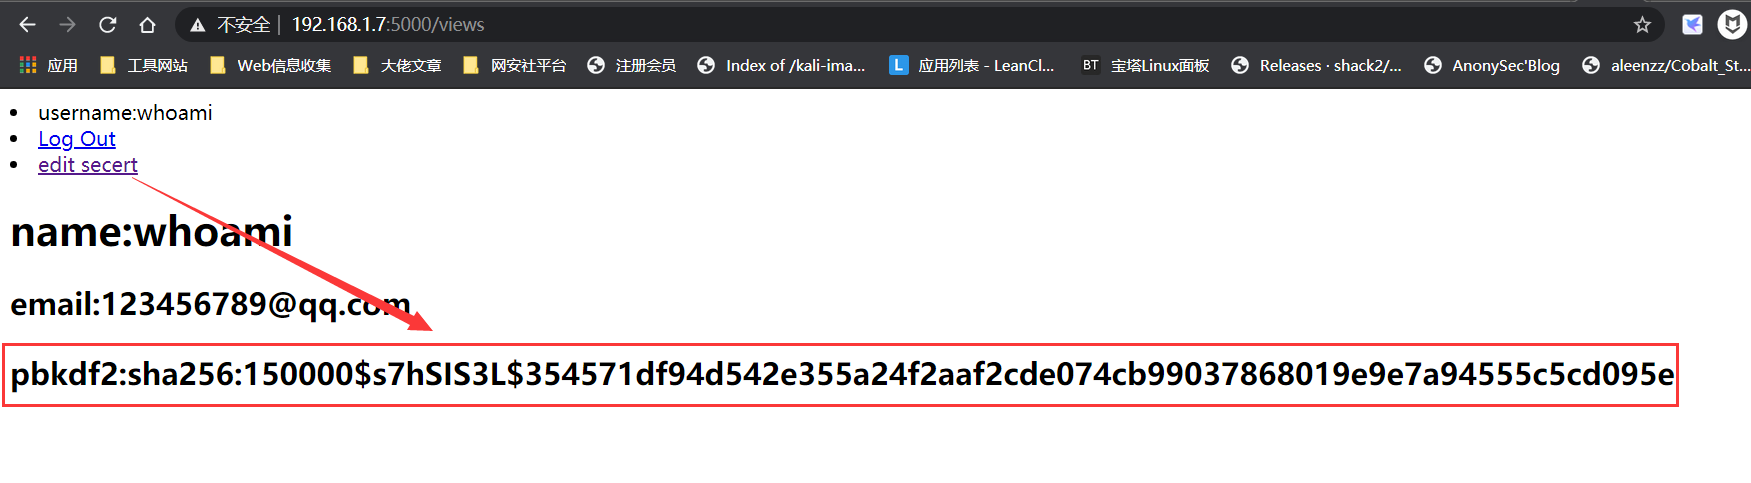 不安全 | 192.168.1.7:5000/views
应用 工具网站 Web信息收集 大佬文章 网安社平台 注册会员 Index of /kali-ima... L 应用列表 - LeanCl... BT 宝塔Linux面板 Releases · shack2/... AnonySec'Blog aleenzz/Cobalt_St...
username:whoami
Log Out
edit secert
name:whoami
email:123456789@qq.com
pbkdf2:sha256:150000$s7hSIS3L$354571df94d542e355a24f2aaf2cde074cb99037868019e9e7a94555c5cd095e